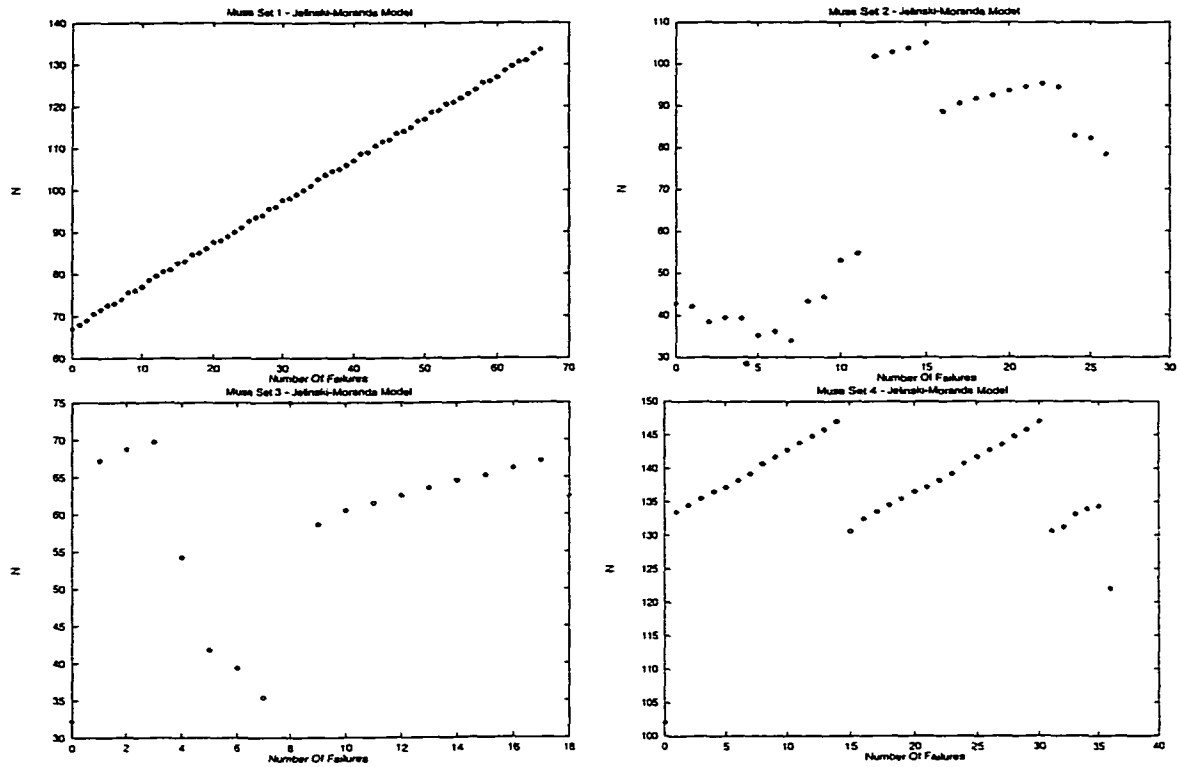 Musa Set 1 - Jelinski-Moranda Model
140
130
120
110
100
90
80
70
60
N
0 10 20 30 40 50 60 70
Number Of Failures
Musa Set 2 - Jelinski-Moranda Model
110
100
90
80
70
60
50
40
30
N
0 5 10 15 20 25 30
Number Of Failures
Musa Set 3 - Jelinski-Moranda Model
75
70
65
60
55
50
45
40
35
30
N
0 2 4 6 8 10 12 14 16 18
Number Of Failures
Musa Set 4 - Jelinski-Moranda Model
150
145
140
135
130
125
120
115
110
105
100
N
0 5 10 15 20 25 30 35 40
Number Of Failures